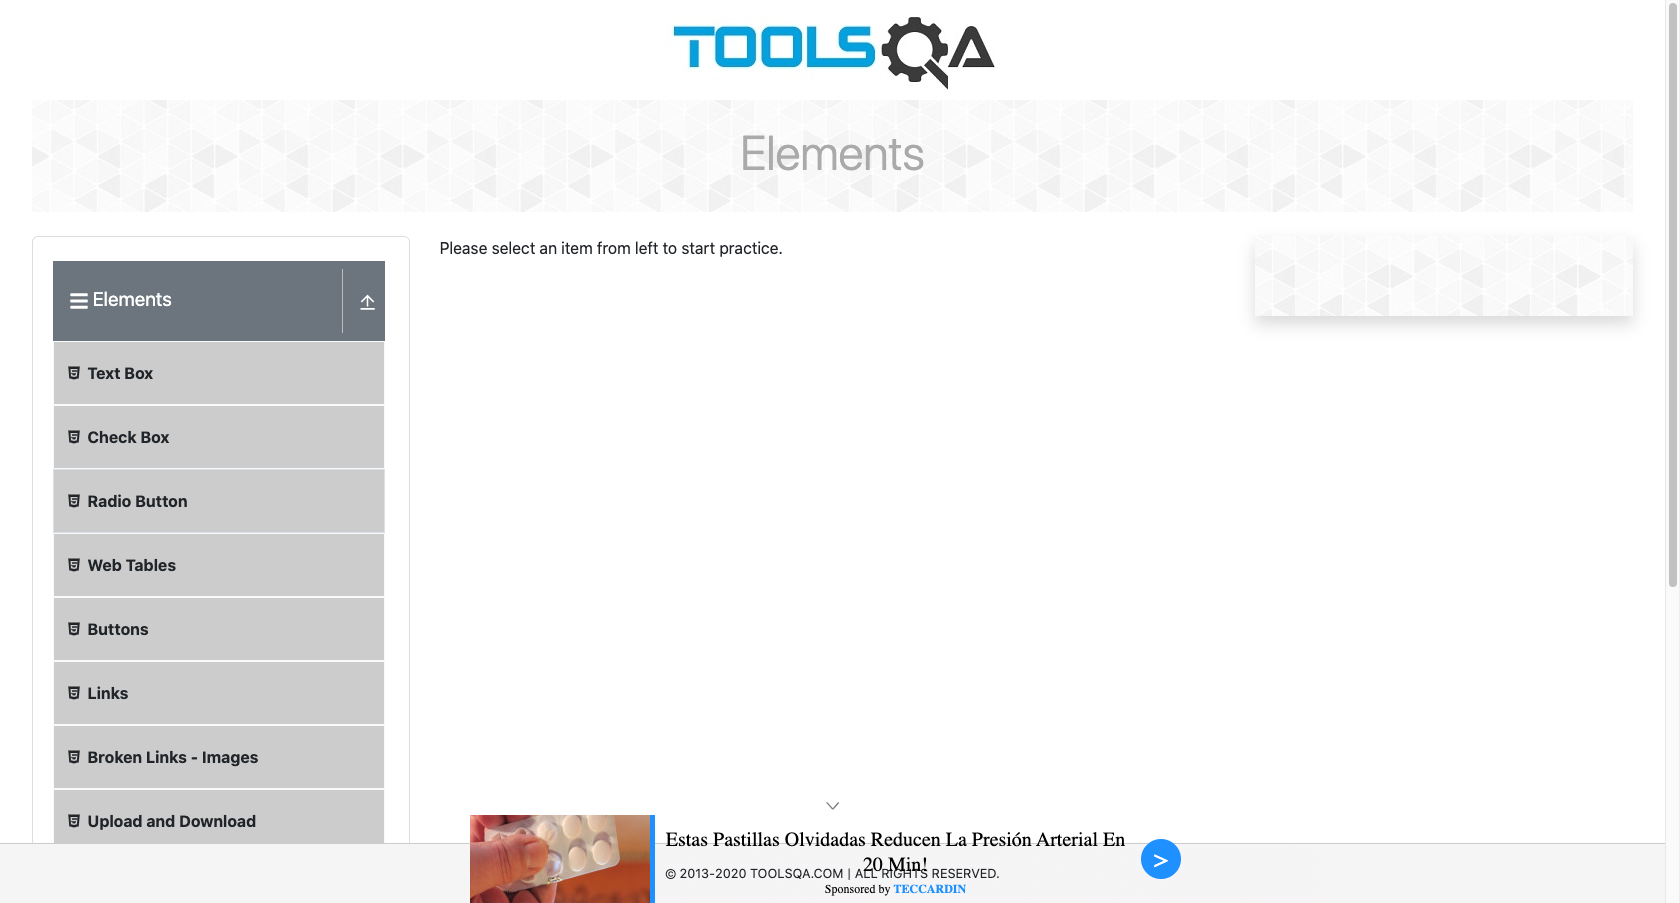 TOOLSQA
Elements
Elements
Please select an item from left to start practice.
Text Box
Check Box
Radio Button
Web Tables
Buttons
Links
Broken Links - Images
Upload and Download
Estas Pastillas Olvidadas Reducen La Presión Arterial En
20 Min!
© 2013-2020 TOOLSQA.COM | ALL RIGHTS RESERVED.
Sponsored by TECCARDIN
>